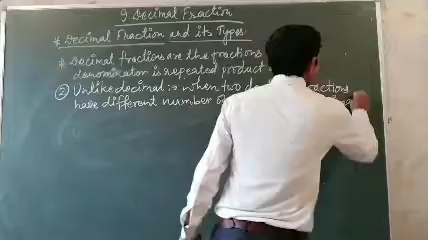 9. Decimal Fraction
* Decimal Fraction and its Types:
* Decimal fractions are the fractions
denominator is repeated product
② Unlike decimal :→ when two fractions
have different number